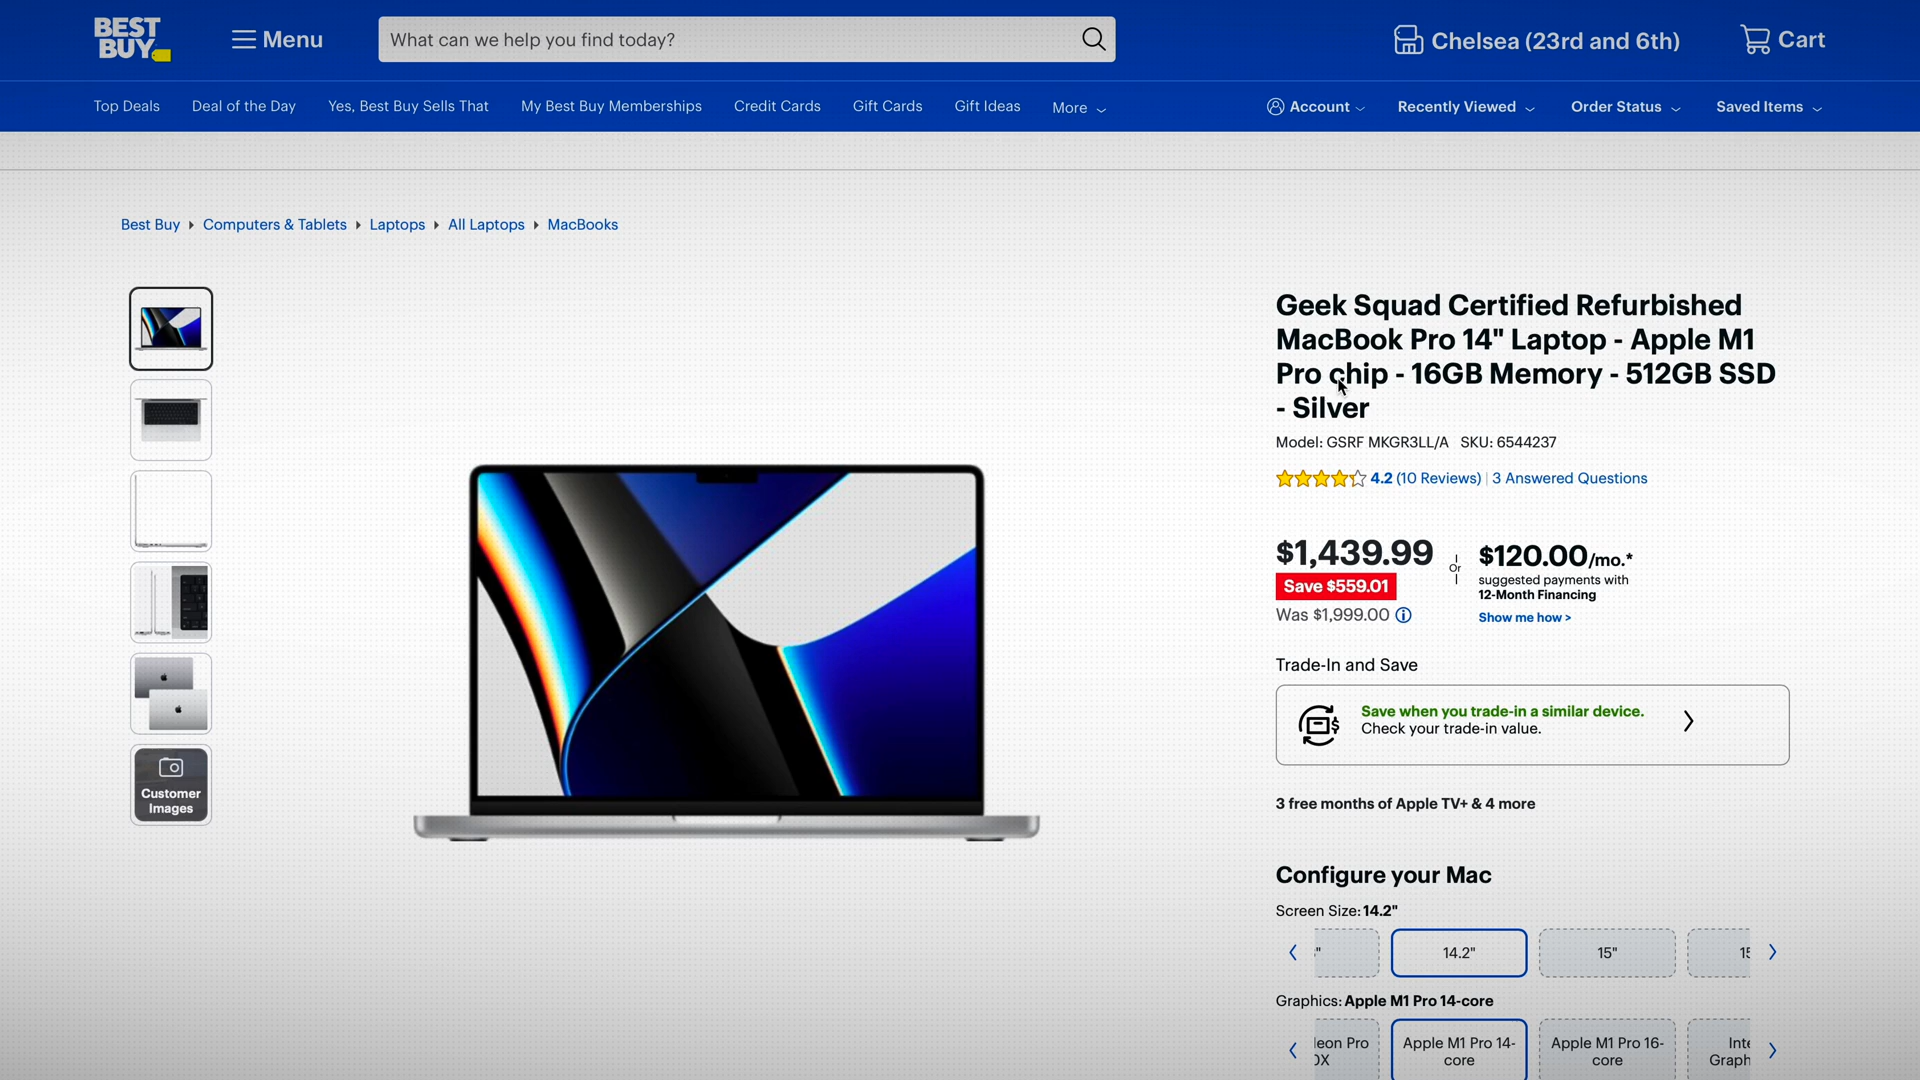 BEST
BUY
Menu
What can we help you find today?
Chelsea (23rd and 6th)
Cart
Top Deals
Deal of the Day
Yes, Best Buy Sells That
My Best Buy Memberships
Credit Cards
Gift Cards
Gift Ideas
More
Account
Recently Viewed
Order Status
Saved Items
Best Buy
Computers & Tablets
Laptops
All Laptops
MacBooks
Customer
Images
Geek Squad Certified Refurbished
MacBook Pro 14" Laptop - Apple M1
Pro chip - 16GB Memory - 512GB SSD
- Silver
Model: GSRF MKGR3LL/A SKU: 6544237
4.2 (10 Reviews) | 3 Answered Questions
$1,439.99
Save $559.01
Was $1,999.00
Or
$120.00/mo.*
suggested payments with
12-Month Financing
Show me how >
Trade-In and Save
Save when you trade-in a similar device.
Check your trade-in value.
3 free months of Apple TV+ & 4 more
Configure your Mac
Screen Size: 14.2"
14.2"
15"
Graphics: Apple M1 Pro 14-core
Pro
Apple M1 Pro 14-
core
Apple M1 Pro 16-
core